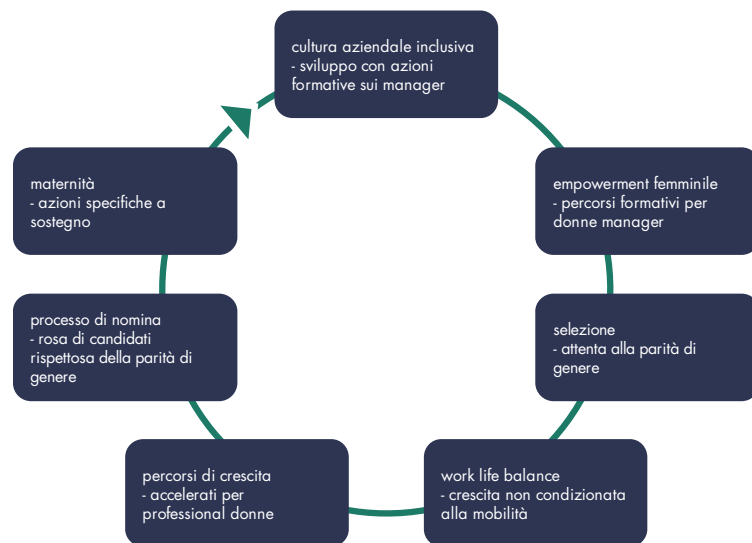 cultura aziendale inclusiva
- sviluppo con azioni
formative sui manager
empowerment femminile
- percorsi formativi per
donne manager
selezione
- attenta alla parità di
genere
work life balance
- crescita non condizionata
alla mobilità
percorsi di crescita
- accelerati per
professional donne
processo di nomina
- rosa di candidati
rispettosa della parità di
genere
maternità
- azioni specifiche a
sostegno